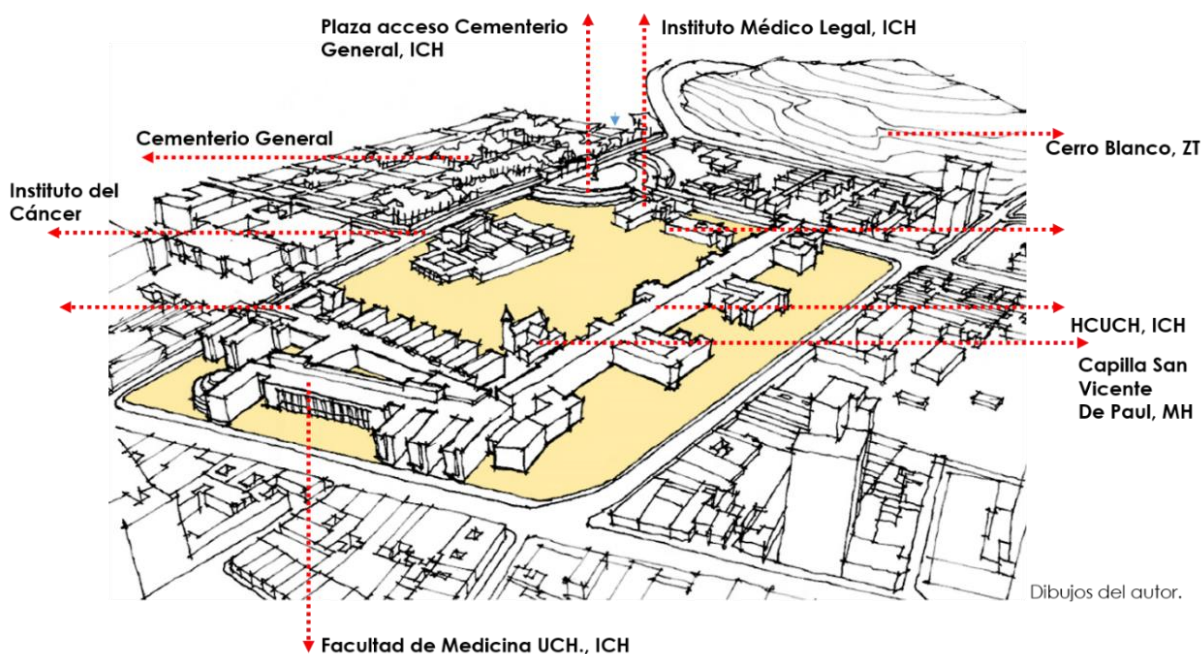 Plaza acceso Cementerio
General, ICH
Instituto Médico Legal, ICH
Cementerio General
Cerro Blanco, ZT
Instituto del
Cáncer
HCUCH, ICH
Capilla San
Vicente
De Paul, MH
Dibujos del autor.
Facultad de Medicina UCH., ICH